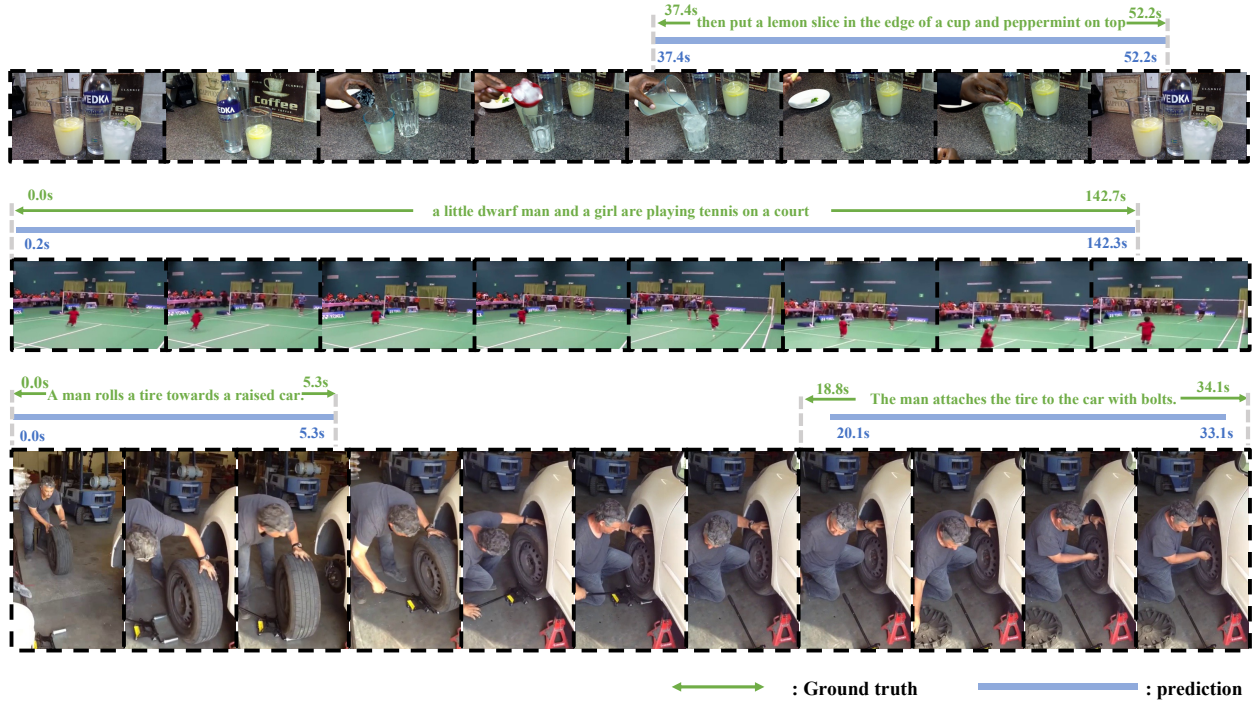 37.4s
then put a lemon slice in the edge of a cup and peppermint on top
52.2s
37.4s
52.2s
VEDKA
VEDKA
Coffee
CLASSIC
VEDKA
Coffee
0.0s
142.7s
a little dwarf man and a girl are playing tennis on a court
0.2s
142.3s
0.0s
A man rolls a tire towards a raised car.
5.3s
18.8s
The man attaches the tire to the car with bolts.
34.1s
0.0s
5.3s
20.1s
33.1s
: Ground truth
: prediction